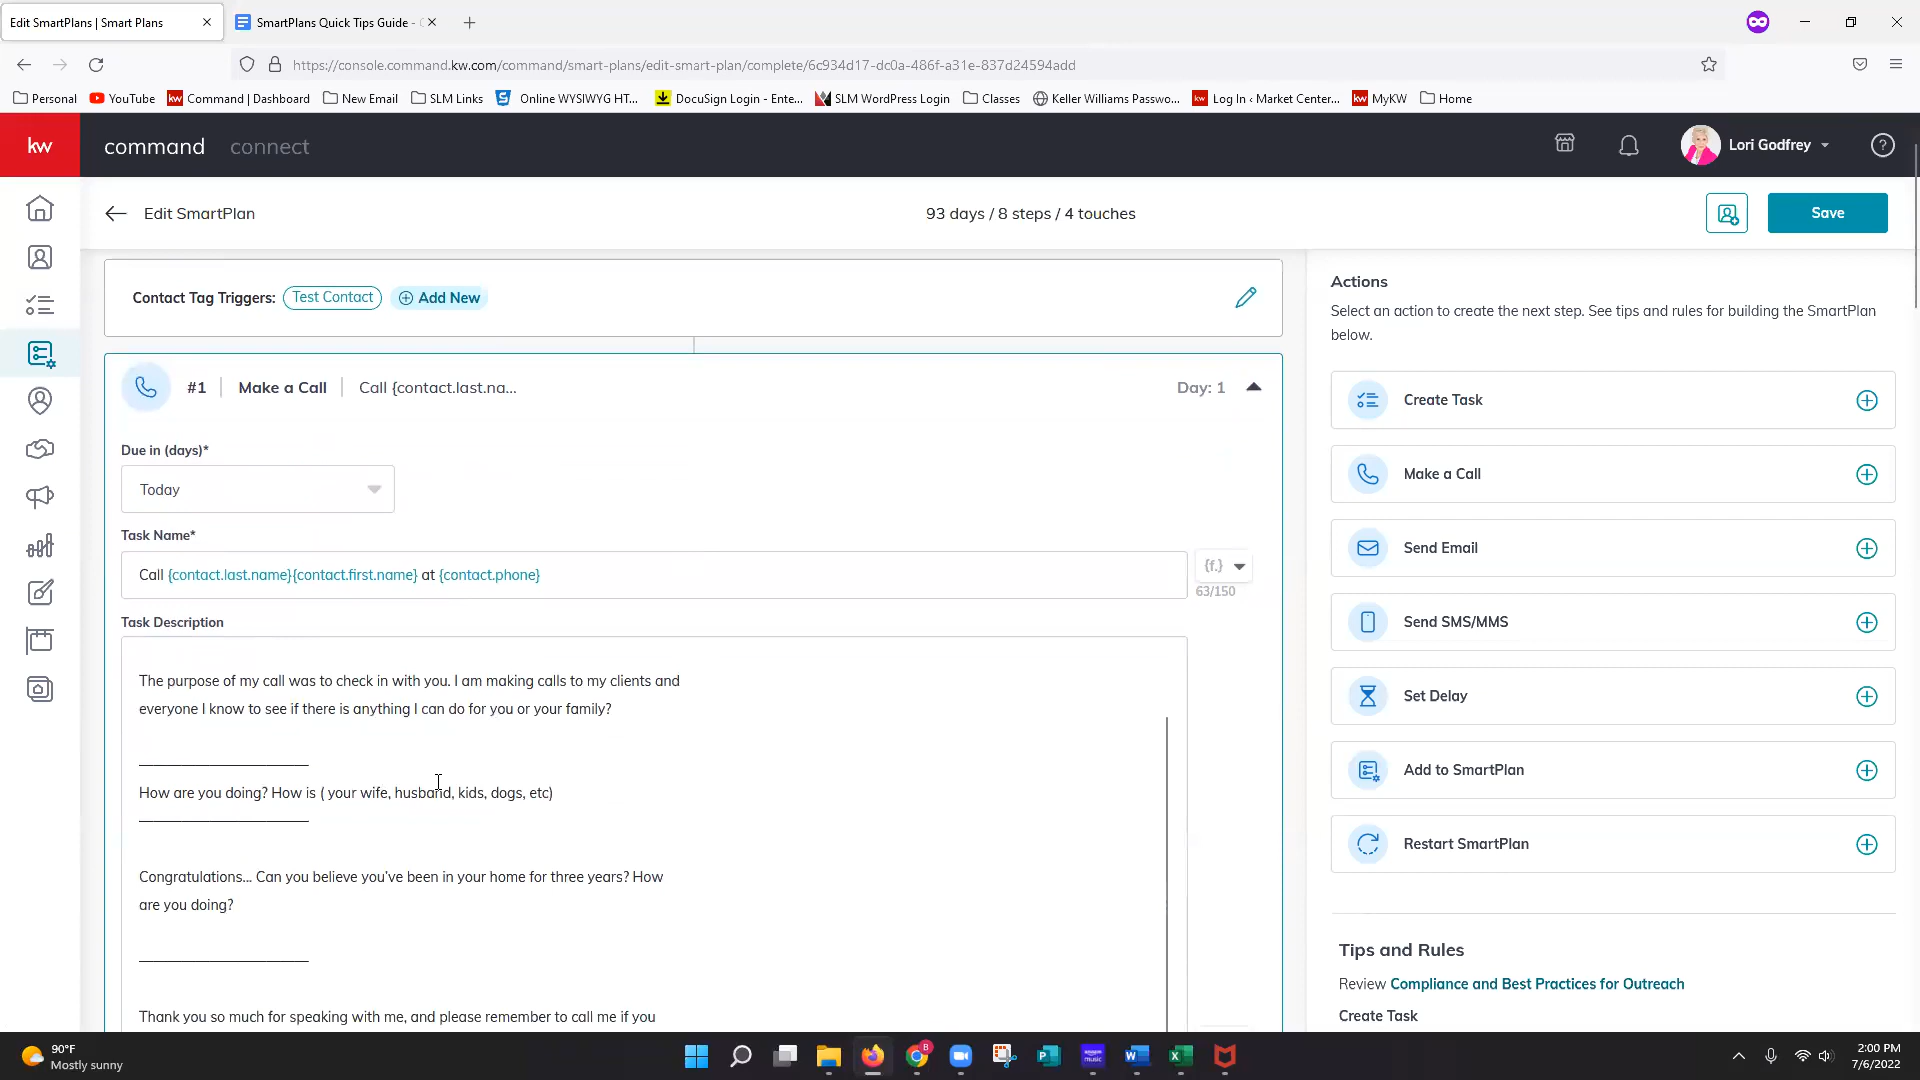 Edit SmartPlans | Smart Plans
SmartPlans Quick Tips Guide -
https://console.command.kw.com/command/smart-plans/edit-smart-plan/complete/6c934d17-dc0a-486f-a31e-837d24594add
Personal YouTube Command | Dashboard New Email SLM Links Online WYSIWYG HT... DocuSign Login - Ente... SLM WordPress Login Classes Keller Williams Passwo... Log In ‹ Market Center... MyKW Home
kw command connect Lori Godfrey
Edit SmartPlan 93 days / 8 steps / 4 touches Save
Contact Tag Triggers: Test Contact Add New
#1 Make a Call Call {contact.last.na... Day: 1
Due in (days)*
Today
Task Name*
Call {contact.last.name}{contact.first.name} at {contact.phone}
{f.}
63/150
Task Description
The purpose of my call was to check in with you. I am making calls to my clients and
everyone I know to see if there is anything I can do for you or your family?
How are you doing? How is ( your wife, husband, kids, dogs, etc)
Congratulations... Can you believe you've been in your home for three years? How
are you doing?
Thank you so much for speaking with me, and please remember to call me if you
Actions
Select an action to create the next step. See tips and rules for building the SmartPlan
below.
Create Task
Make a Call
Send Email
Send SMS/MMS
Set Delay
Add to SmartPlan
Restart SmartPlan
Tips and Rules
Review Compliance and Best Practices for Outreach
Create Task
90°F
Mostly sunny
2:00 PM
7/6/2022